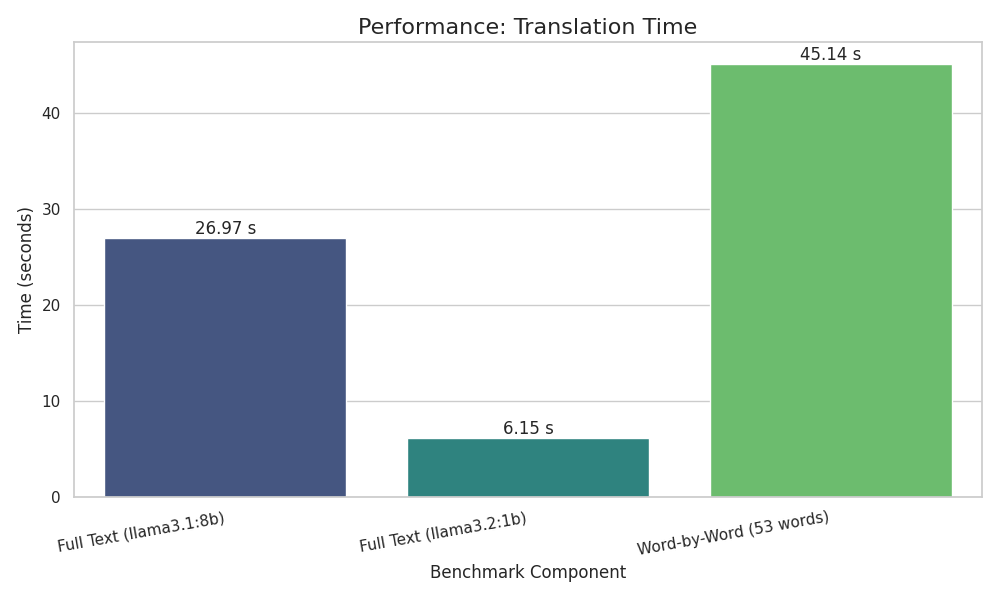 Performance: Translation Time
45.14 s
26.97 s
6.15 s
Time (seconds)
40
30
20
10
0
Full Text (llama3.1:8b)
Full Text (llama3.2:1b)
Word-by-Word (53 words)
Benchmark Component